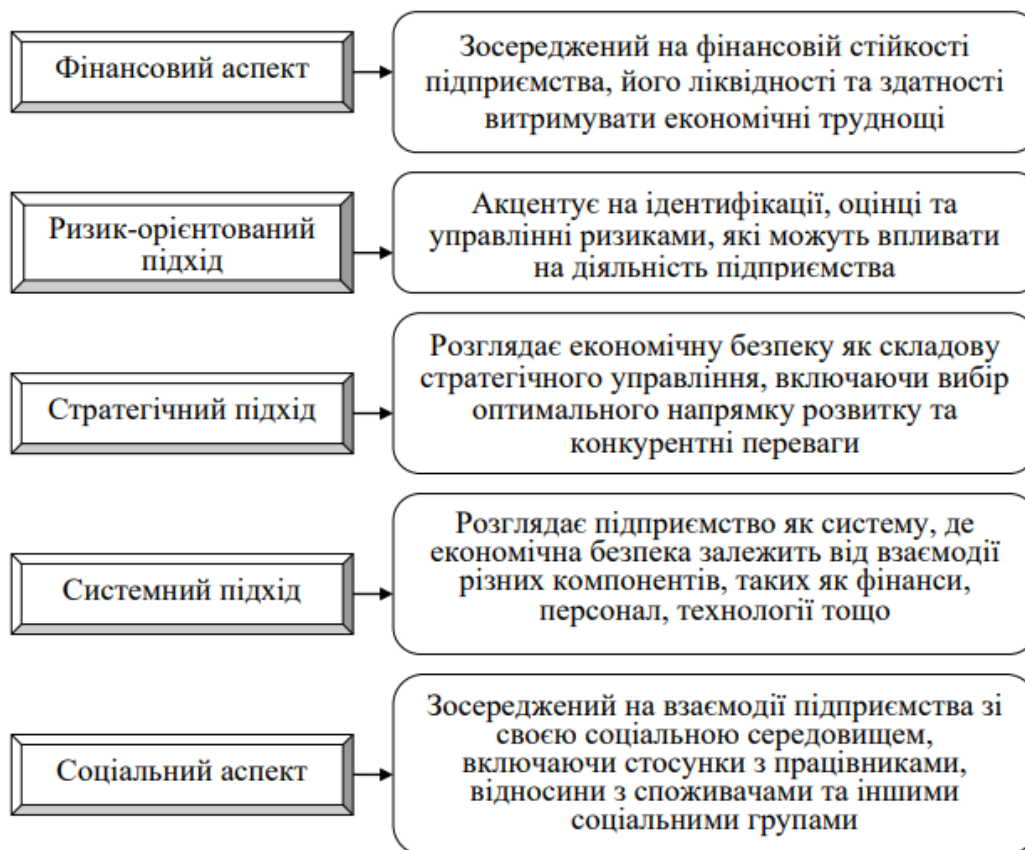 Фінансовий аспект
Зосереджений на фінансовій стійкості
підприємства, його ліквідності та здатності
витримувати економічні труднощі
Ризик-орієнтований
підхід
Акцентує на ідентифікації, оцінці та
управлінні ризиками, які можуть впливати
на діяльність підприємства
Стратегічний підхід
Розглядає економічну безпеку як складову
стратегічного управління, включаючи вибір
оптимального напрямку розвитку та
конкурентні переваги
Системний підхід
Розглядає підприємство як систему, де
економічна безпека залежить від взаємодії
різних компонентів, таких як фінанси,
персонал, технології тощо
Соціальний аспект
Зосереджений на взаємодії підприємства зі
своєю соціальною середовищем,
включаючи стосунки з працівниками,
відносини з споживачами та іншими
соціальними групами